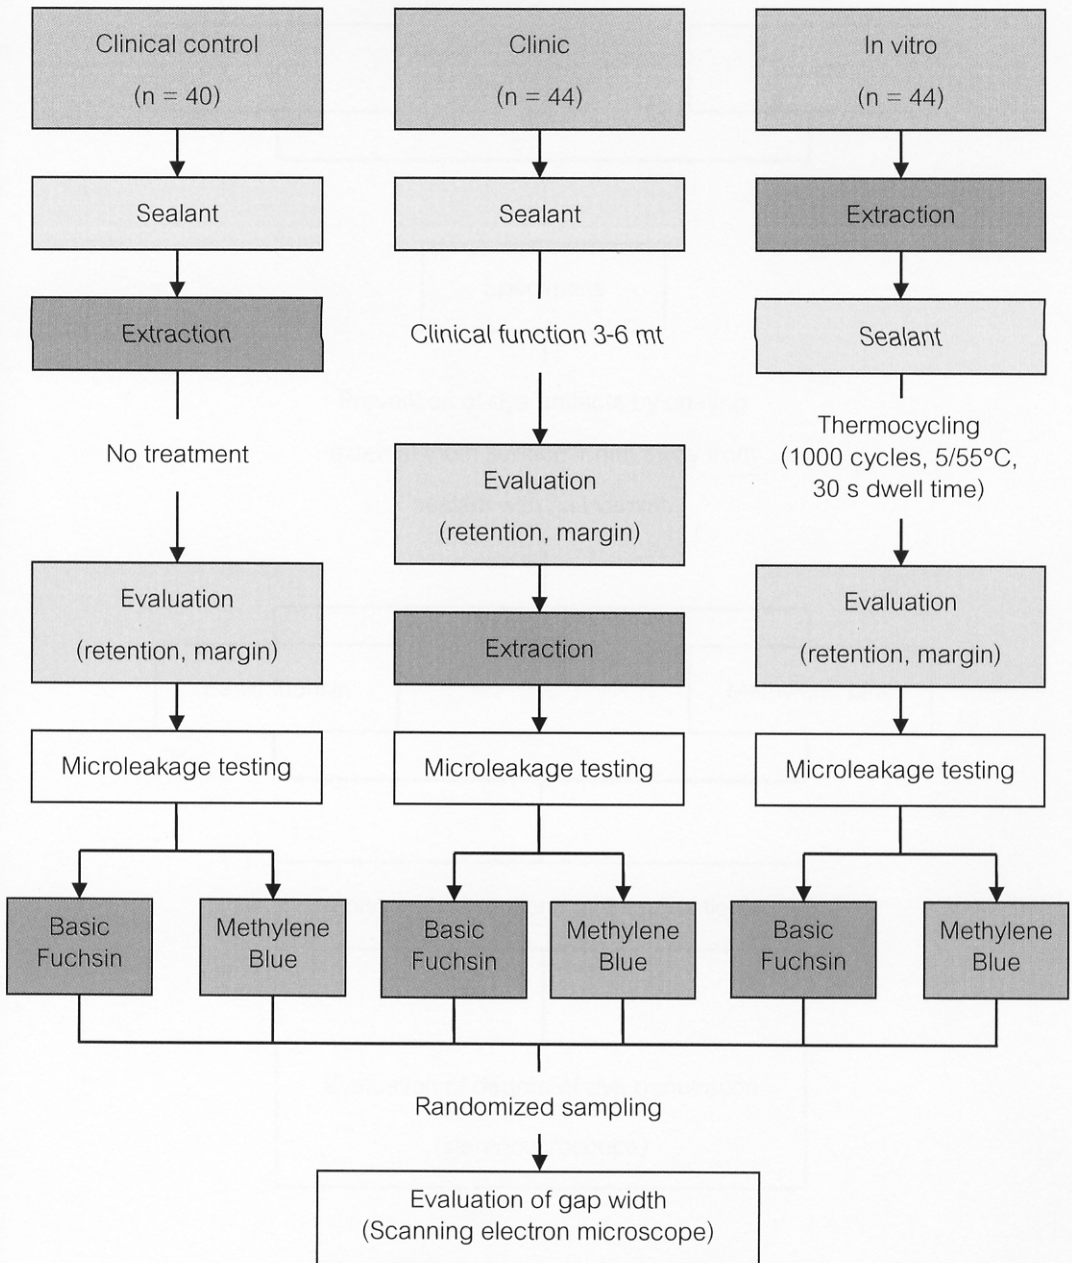 Clinical control
(n = 40)
Sealant
Extraction
No treatment
Evaluation
(retention, margin)
Microleakage testing
Basic
Fuchsin
Methylene
Blue
Clinic
(n = 44)
Sealant
Clinical function 3-6 mt
Evaluation
(retention, margin)
Extraction
Microleakage testing
Basic
Fuchsin
Methylene
Blue
In vitro
(n = 44)
Extraction
Sealant
Thermocycling
(1000 cycles, 5/55°C,
30 s dwell time)
Evaluation
(retention, margin)
Microleakage testing
Basic
Fuchsin
Methylene
Blue
Randomized sampling
Evaluation of gap width
(Scanning electron microscope)